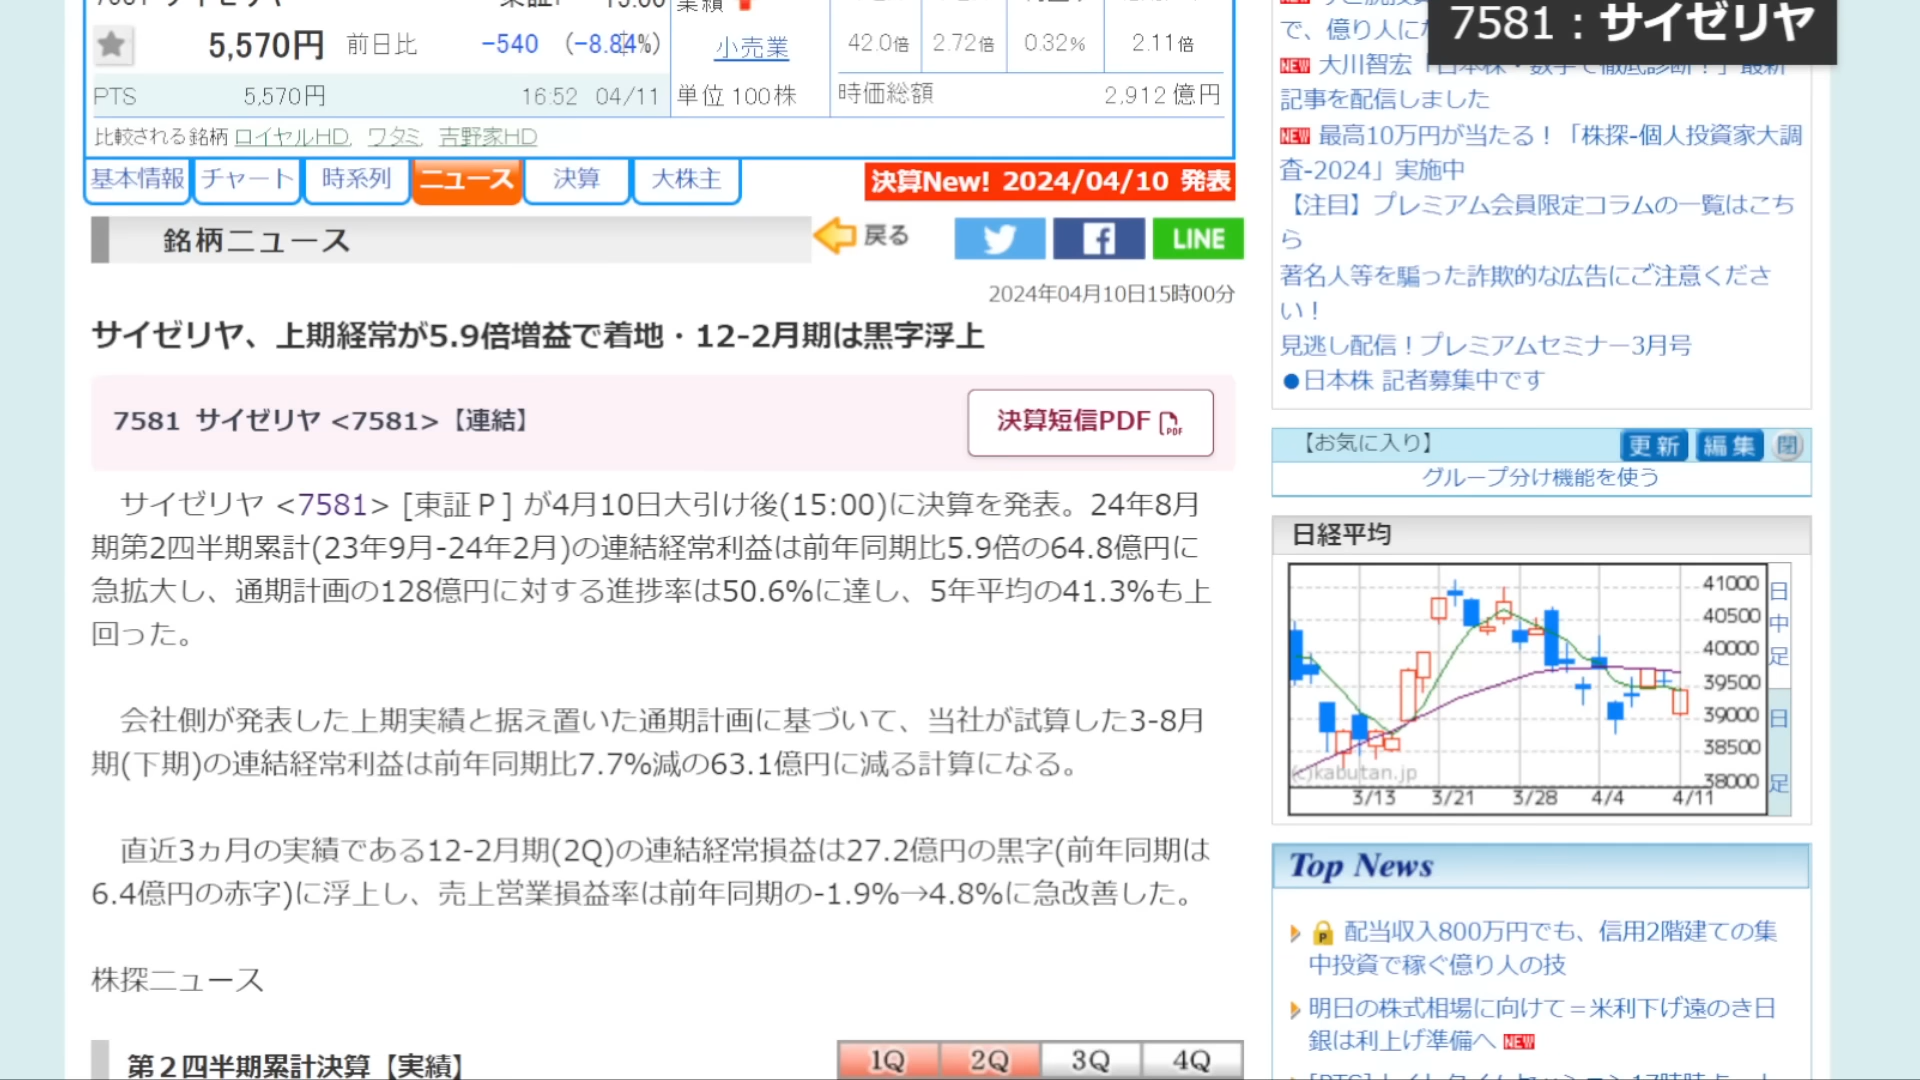 5,570円 前日比 -540 (-8.84%)
PTS 5,570円 16:52 04/11
比較される銘柄 ロイヤルHD, ワタミ, 吉野家HD
業績
小売業
単位 100株
42.0倍 2.72倍 0.32% 2.11倍
時価総額 2,912 億円
基本情報 チャート 時系列 ニュース 決算 大株主
決算New! 2024/04/10 発表
銘柄ニュース
戻る
LINE
2024年04月10日15時00分
サイゼリヤ、上期経常が5.9倍増益で着地・12-2月期は黒字浮上
7581 サイゼリヤ <7581>【連結】
決算短信PDF
サイゼリヤ <7581> [東証Ｐ] が4月10日大引け後(15:00)に決算を発表。24年8月
期第2四半期累計(23年9月-24年2月)の連結経常利益は前年同期比5.9倍の64.8億円に
急拡大し、通期計画の128億円に対する進捗率は50.6%に達し、5年平均の41.3%も上
回った。
会社側が発表した上期実績と据え置いた通期計画に基づいて、当社が試算した3-8月
期(下期)の連結経常利益は前年同期比7.7%減の63.1億円に減る計算になる。
直近3ヵ月の実績である12-2月期(2Q)の連結経常損益は27.2億円の黒字(前年同期は
6.4億円の赤字)に浮上し、売上営業損益率は前年同期の-1.9%→4.8%に急改善した。
株探ニュース
第２四半期累計決算【実績】
1Q 2Q 3Q 4Q
7581：サイゼリヤ
で、億り人に
NEW 大川智宏「日本株・数字で徹底診断！」最新
記事を配信しました
NEW 最高10万円が当たる！「株探-個人投資家大調
査-2024」実施中
【注目】プレミアム会員限定コラムの一覧はこち
ら
著名人等を騙った詐欺的な広告にご注意くださ
い！
見逃し配信！プレミアムセミナー3月号
●日本株 記者募集中です
【お気に入り】 更新 編集 閉
グループ分け機能を使う
日経平均
41000
40500
40000
39500
39000
38500
38000
(c)kabutan.jp
3/13 3/21 3/28 4/4 4/11
日中足
日足
Top News
配当収入800万円でも、信用2階建ての集
中投資で稼ぐ億り人の技
明日の株式相場に向けて＝米利下げ遠のき日
銀は利上げ準備へ NEW